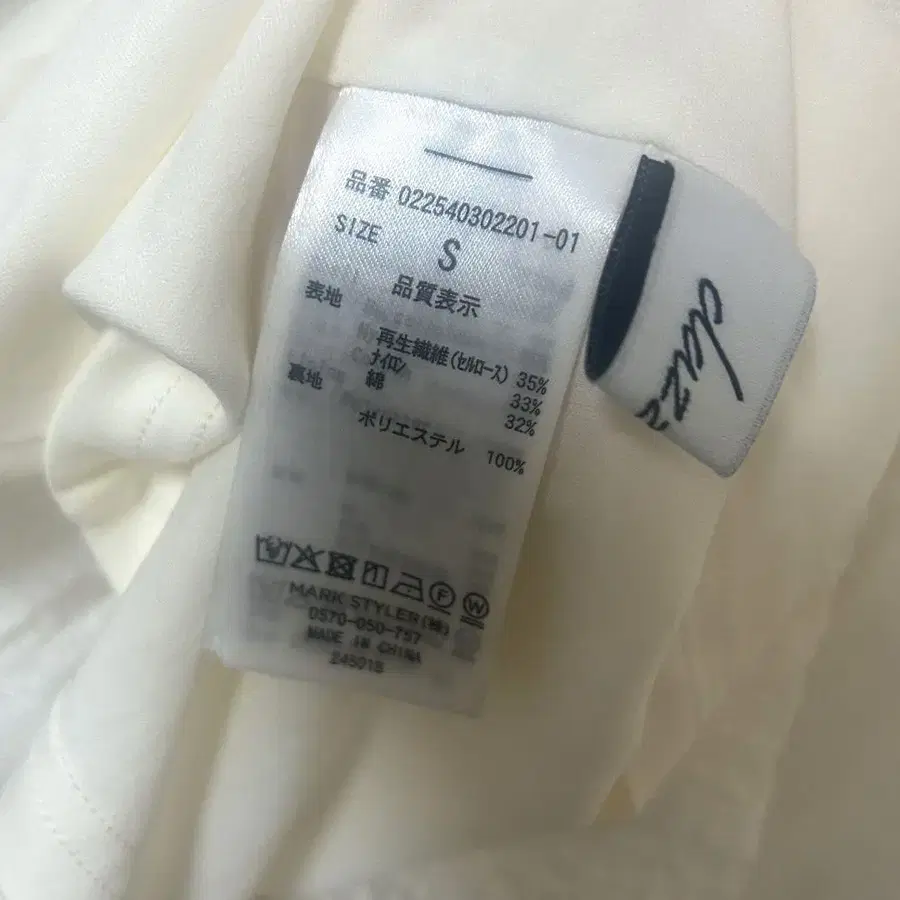 品番 022540302201-01
SIZE S
品質表示
表地
再生繊維(セルロース) 35%
ナイロン 33%
綿 32%
裏地
ポリエステル 100%
MARK STYLER(株)
0570-050-757
MADE IN CHINA